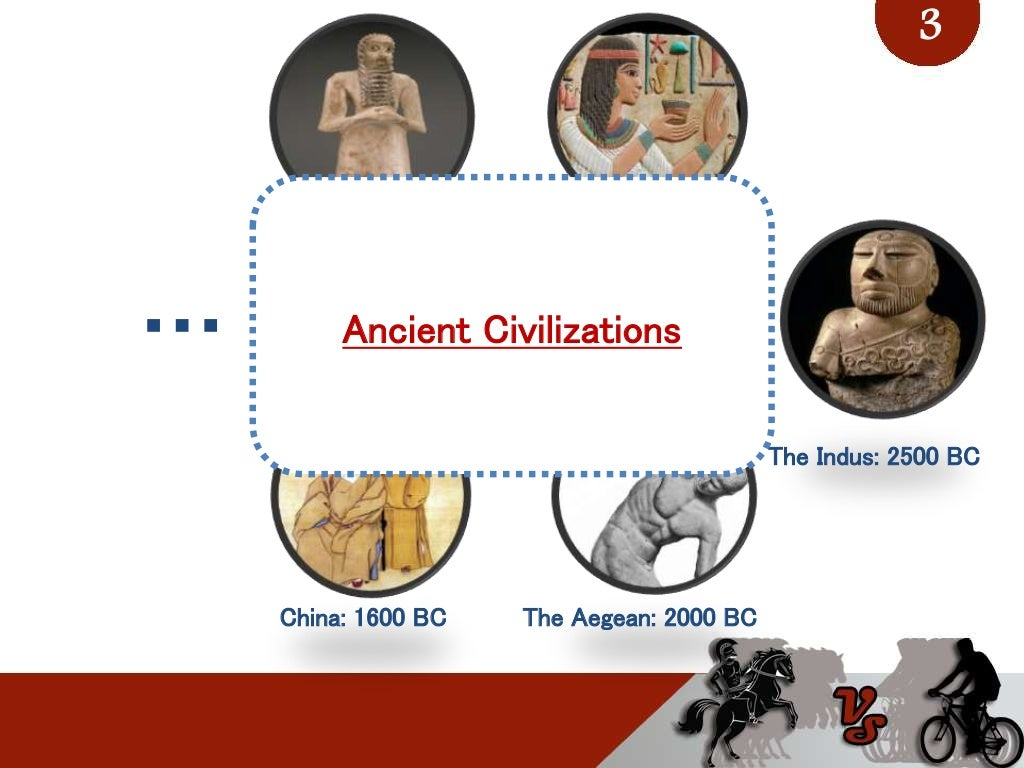 3
...
Ancient Civilizations
The Indus: 2500 BC
China: 1600 BC
The Aegean: 2000 BC
VS